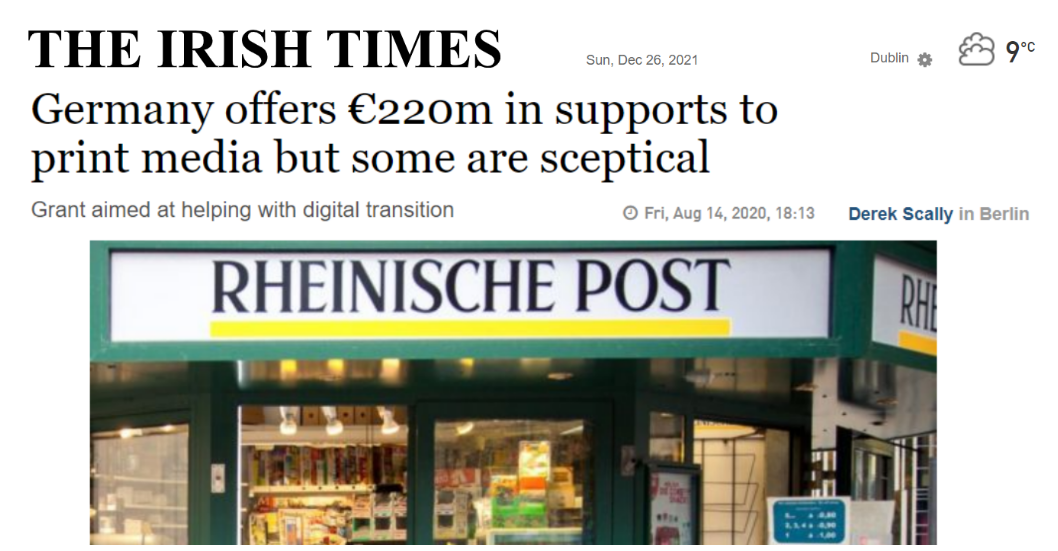 THE IRISH TIMES
Sun, Dec 26, 2021
Dublin
9°C
Germany offers €220m in supports to
print media but some are sceptical
Grant aimed at helping with digital transition
Fri, Aug 14, 2020, 18:13
Derek Scally in Berlin
RHEINISCHE POST
RHE